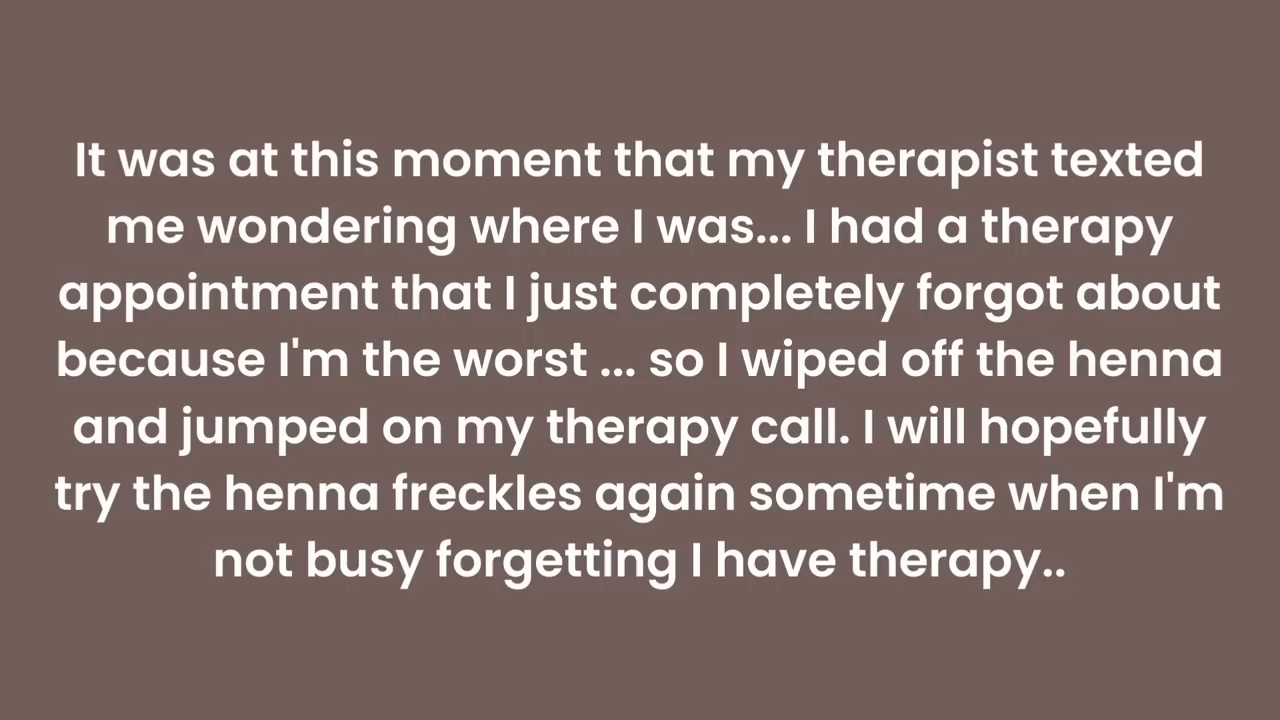 It was at this moment that my therapist texted
me wondering where I was... I had a therapy
appointment that I just completely forgot about
because I'm the worst ... so I wiped off the henna
and jumped on my therapy call. I will hopefully
try the henna freckles again sometime when I'm
not busy forgetting I have therapy..